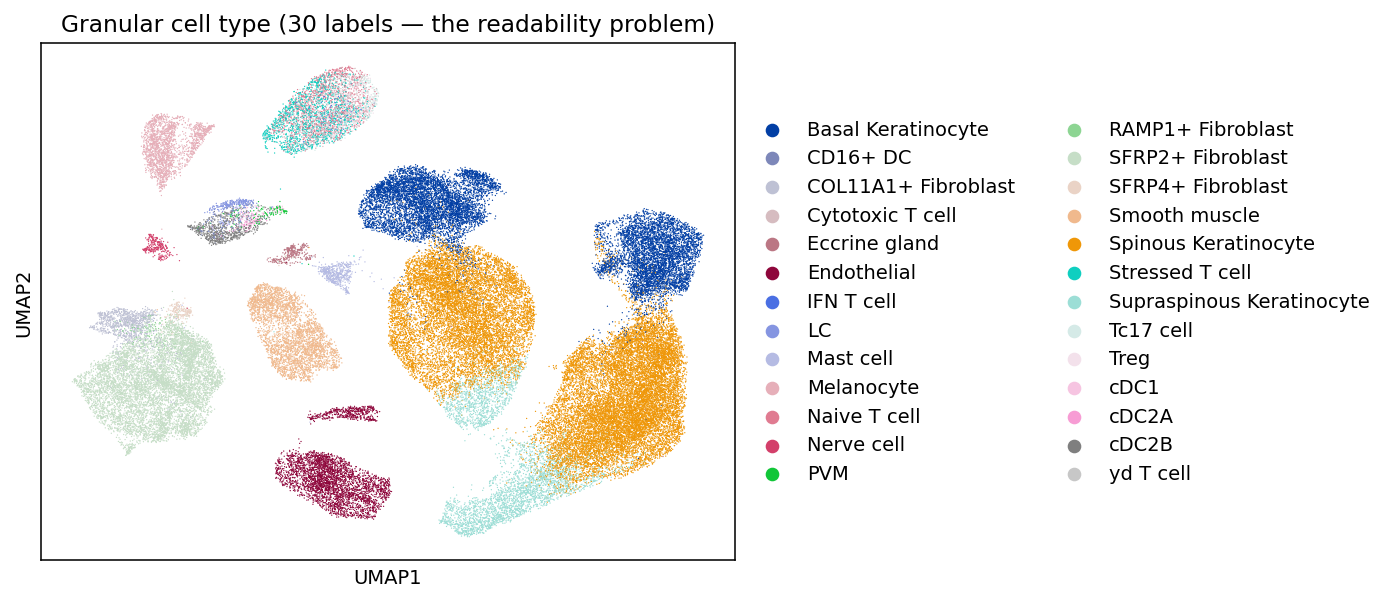 Granular cell type (30 labels — the readability problem)
UMAP2
UMAP1
Basal Keratinocyte
CD16+ DC
COL11A1+ Fibroblast
Cytotoxic T cell
Eccrine gland
Endothelial
IFN T cell
LC
Mast cell
Melanocyte
Naive T cell
Nerve cell
PVM
RAMP1+ Fibroblast
SFRP2+ Fibroblast
SFRP4+ Fibroblast
Smooth muscle
Spinous Keratinocyte
Stressed T cell
Supraspinous Keratinocyte
Tc17 cell
Treg
cDC1
cDC2A
cDC2B
yd T cell